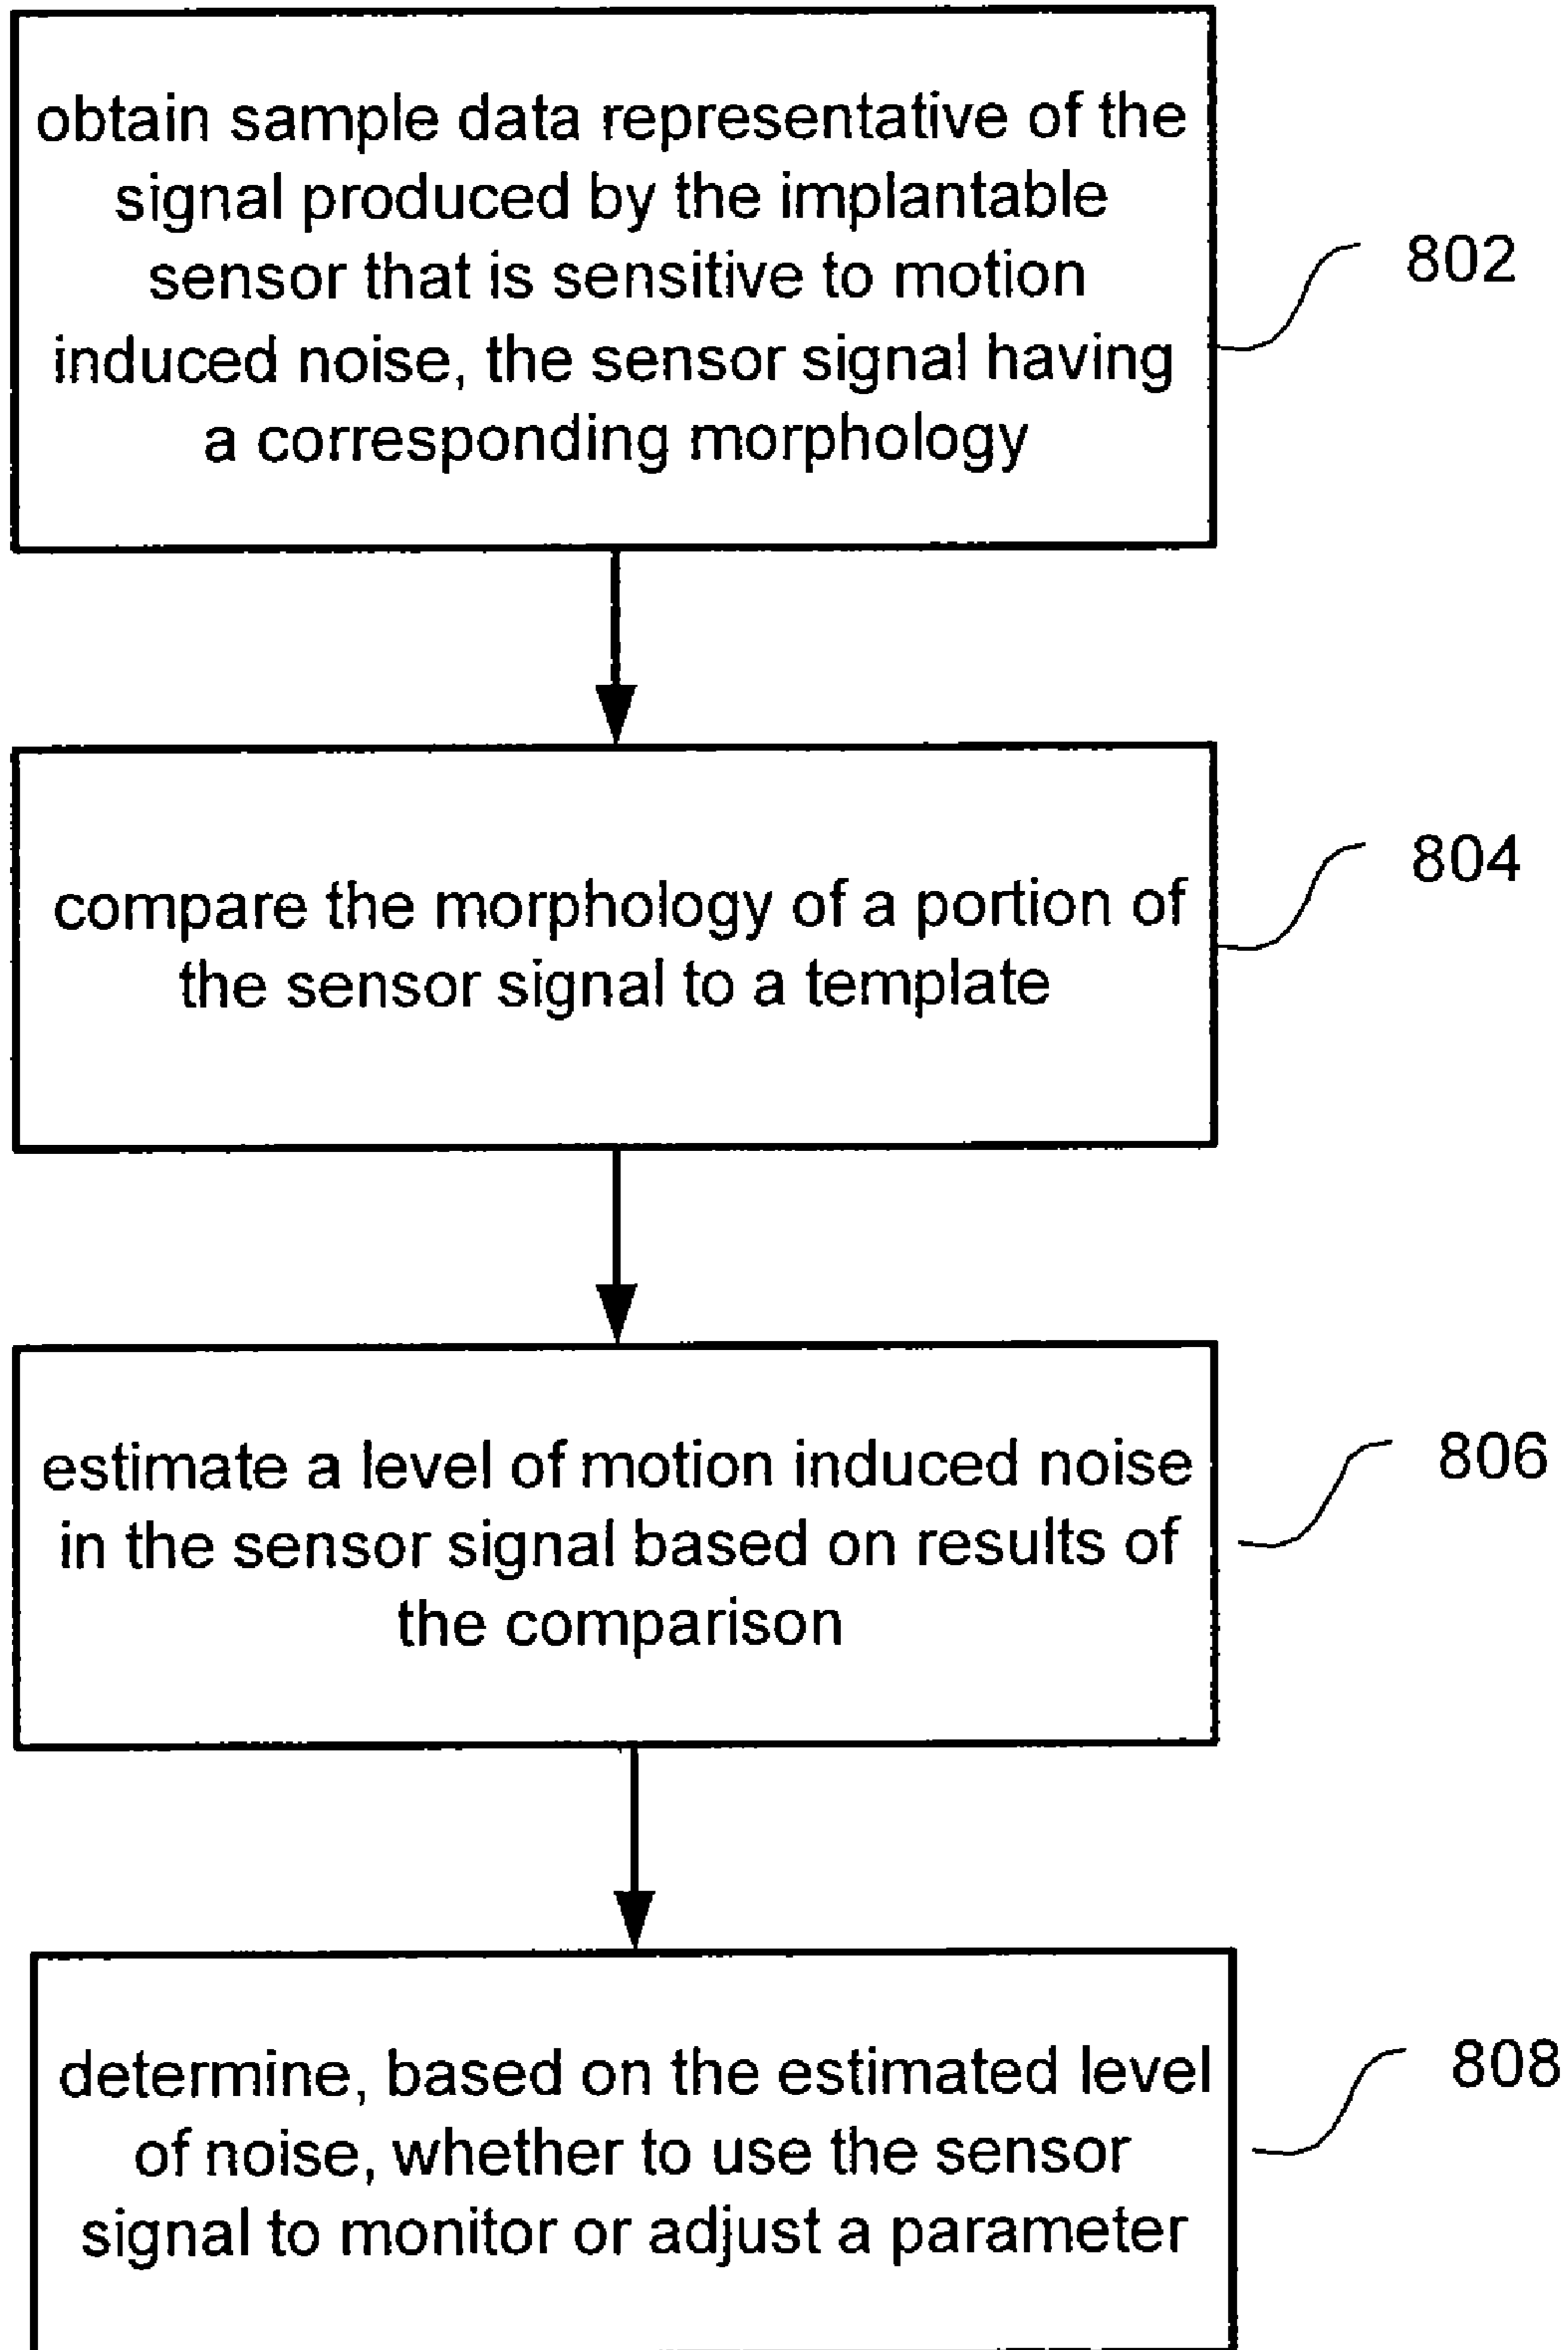 obtain sample data representative of the
signal produced by the implantable
sensor that is sensitive to motion
induced noise, the sensor signal having
a corresponding morphology
802
compare the morphology of a portion of
the sensor signal to a template
804
estimate a level of motion induced noise
in the sensor signal based on results of
the comparison
806
determine, based on the estimated level
of noise, whether to use the sensor
signal to monitor or adjust a parameter
808